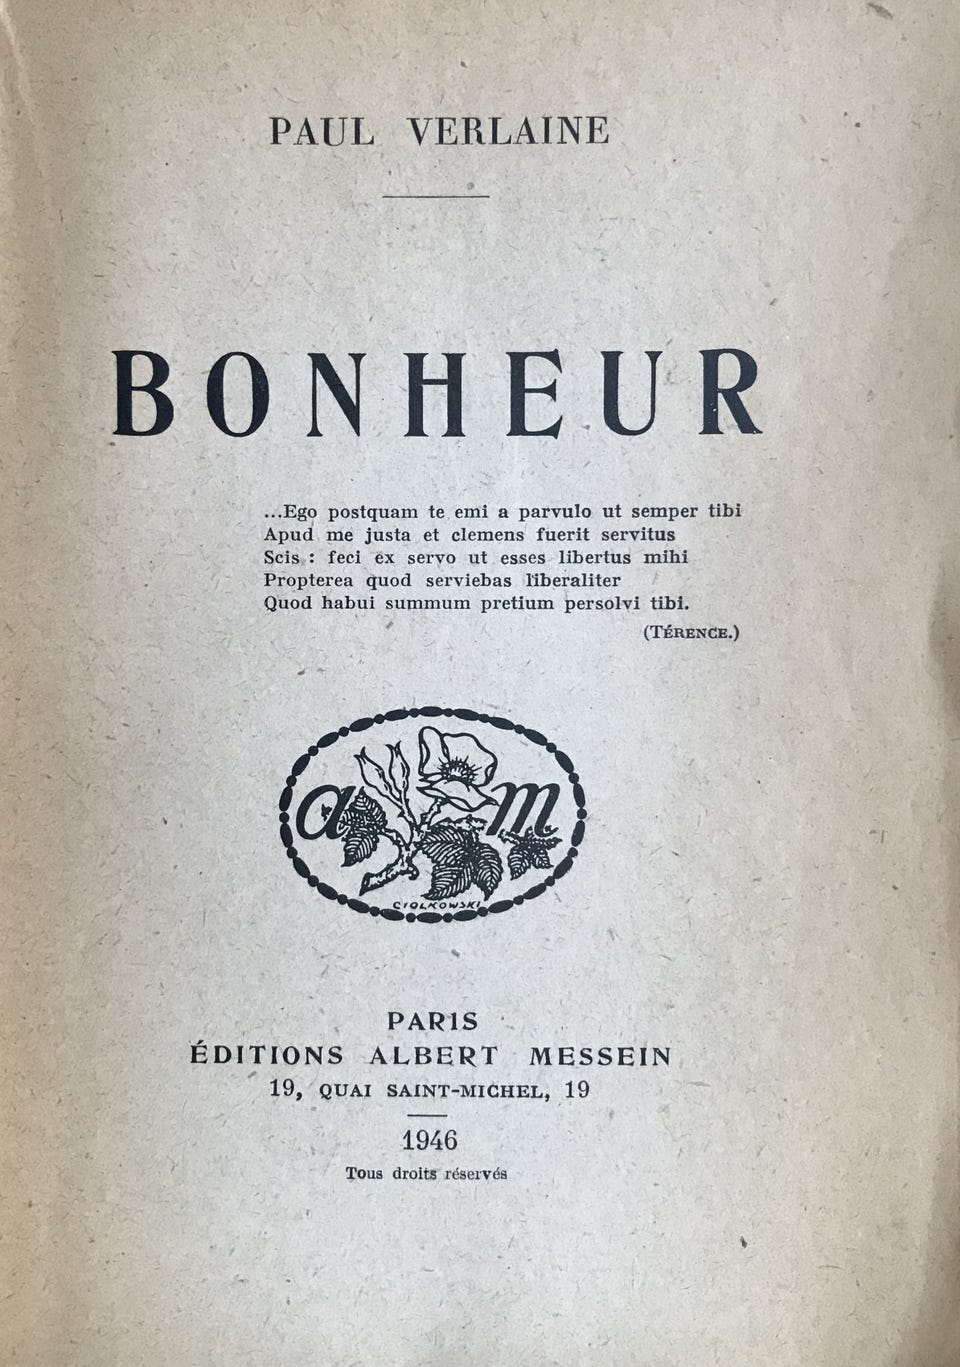 PAUL VERLAINE
BONHEUR
...Ego postquam te emi a parvulo ut semper tibi
Apud me justa et clemens fuerit servitus
Scis : feci ex servo ut esses libertus mihi
Propterea quod serviebas liberaliter
Quod habui summum pretium persolvi tibi.
(TÉRENCE.)
a m
CIOLKOWSKI
PARIS
ÉDITIONS ALBERT MESSEIN
19, QUAI SAINT-MICHEL, 19
1946
Tous droits réservés